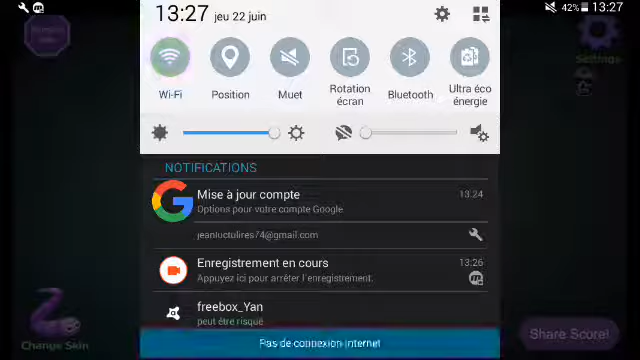 13:27 jeu 22 juin
42% 13:27
Settings
Wi-Fi
Position
Muet
Rotation
écran
Bluetooth
Ultra éco
énergie
NOTIFICATIONS
Mise à jour compte 13:24
Options pour votre compte Google
jeanluctulires74@gmail.com
Enregistrement en cours 13:26
Appuyez ici pour arrêter l'enregistrement.
freebox_Yan
peut être risqué
Pas de connexion Internet
Change Skin
Share Score!